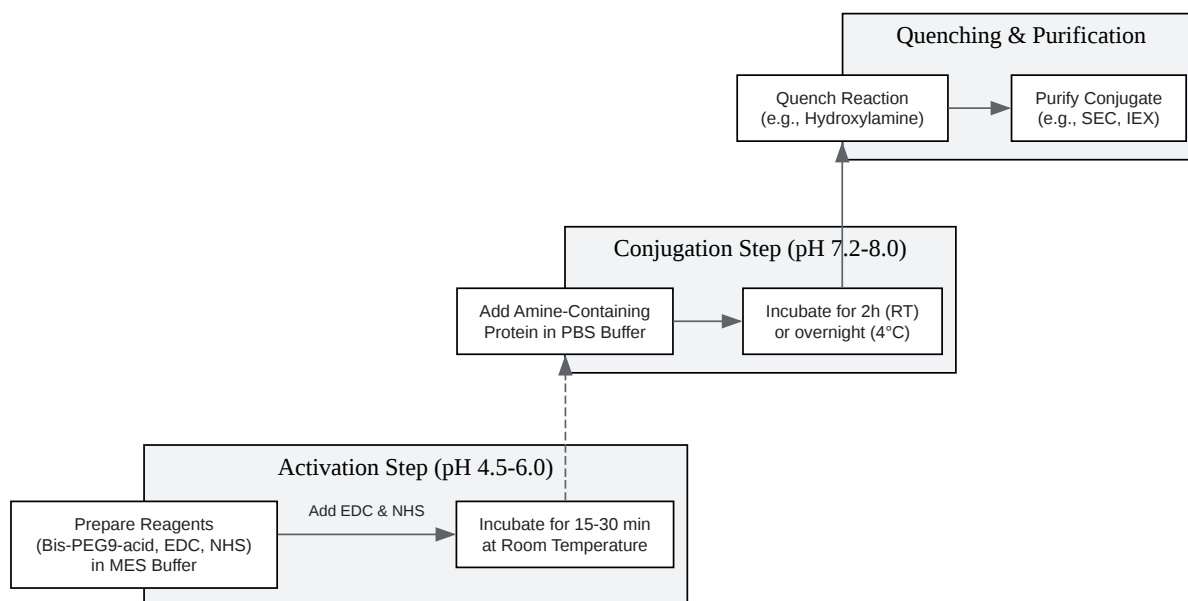 Quenching & Purification
Quench Reaction
(e.g., Hydroxylamine)
Purify Conjugate
(e.g., SEC, IEX)
Conjugation Step (pH 7.2-8.0)
Add Amine-Containing
Protein in PBS Buffer
Incubate for 2h (RT)
or overnight (4°C)
Activation Step (pH 4.5-6.0)
Prepare Reagents
(Bis-PEG9-acid, EDC, NHS)
in MES Buffer
Add EDC & NHS
Incubate for 15-30 min
at Room Temperature